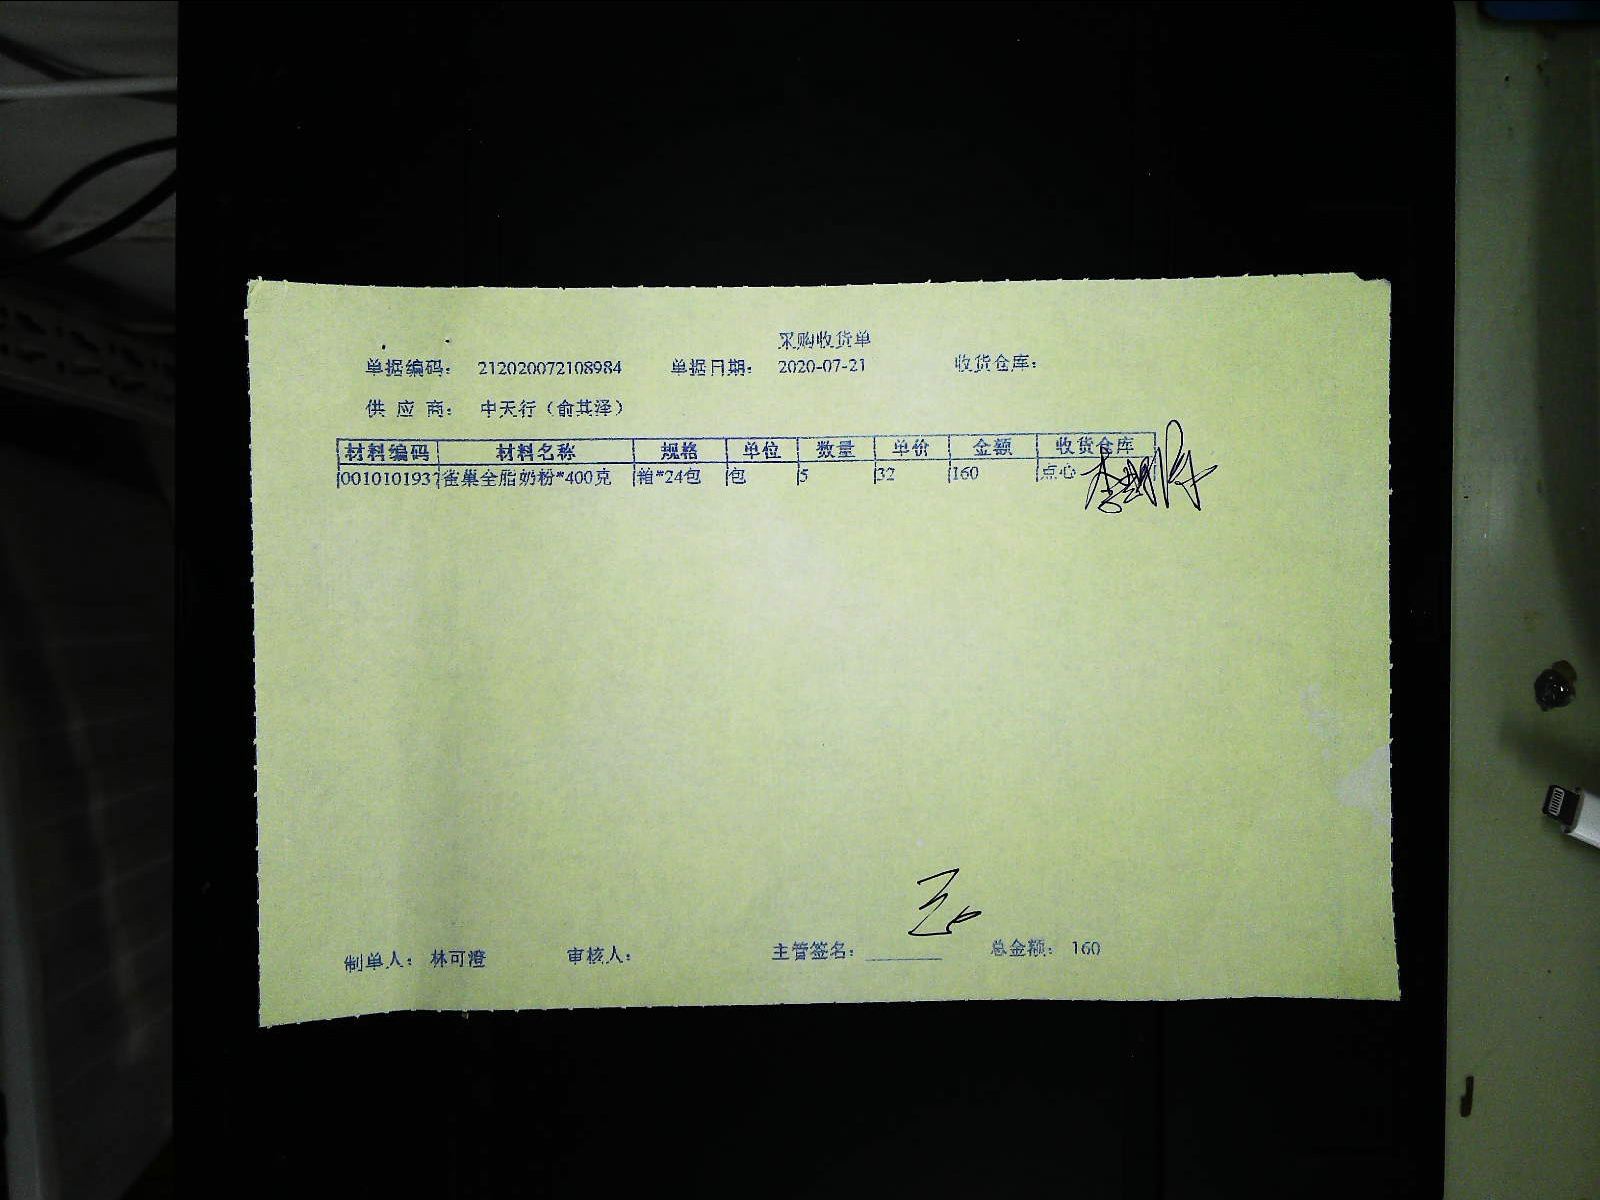 采购收货单
单据编码： 212020072108984 单据日期： 2020-07-21 收货仓库：
供 应 商： 中天行（俞其泽）
材料编码 材料名称 规格 单位 数量 单价 金额 收货仓库
0010101937 雀巢全脂奶粉*400克 箱*24包 包 5 32 160 点心
制单人： 林可澄 审核人： 主管签名： 总金额： 160